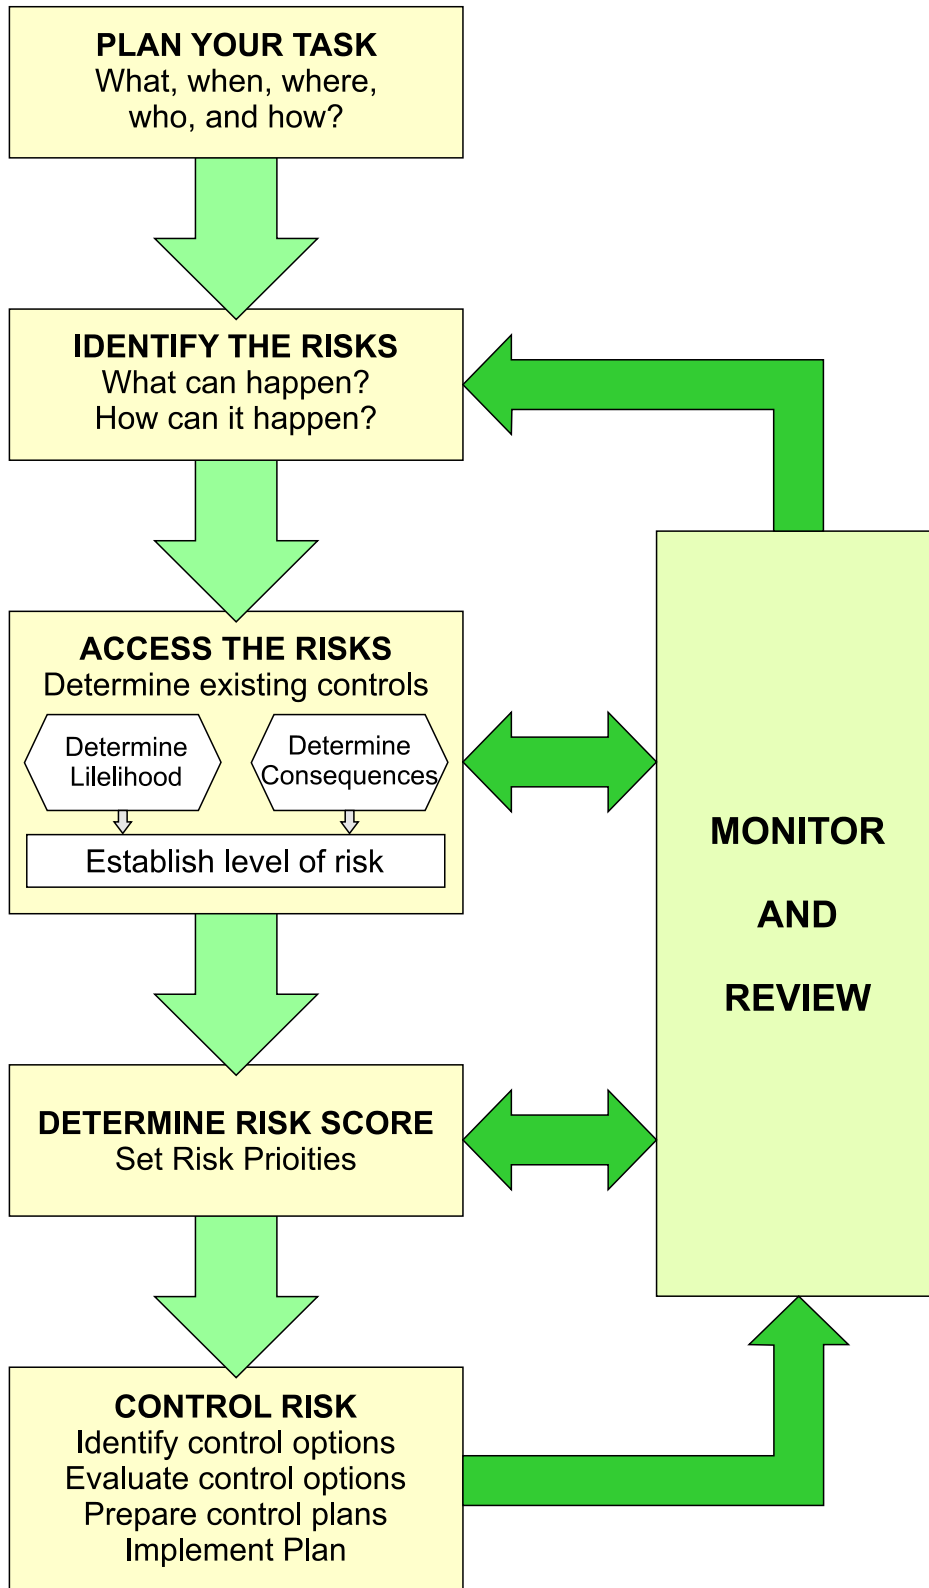 PLAN YOUR TASK
What, when, where,
who, and how?
IDENTIFY THE RISKS
What can happen?
How can it happen?
ACCESS THE RISKS
Determine existing controls
Determine
Lilelihood
Determine
Consequences
Establish level of risk
DETERMINE RISK SCORE
Set Risk Prioities
CONTROL RISK
Identify control options
Evaluate control options
Prepare control plans
Implement Plan
MONITOR
AND
REVIEW